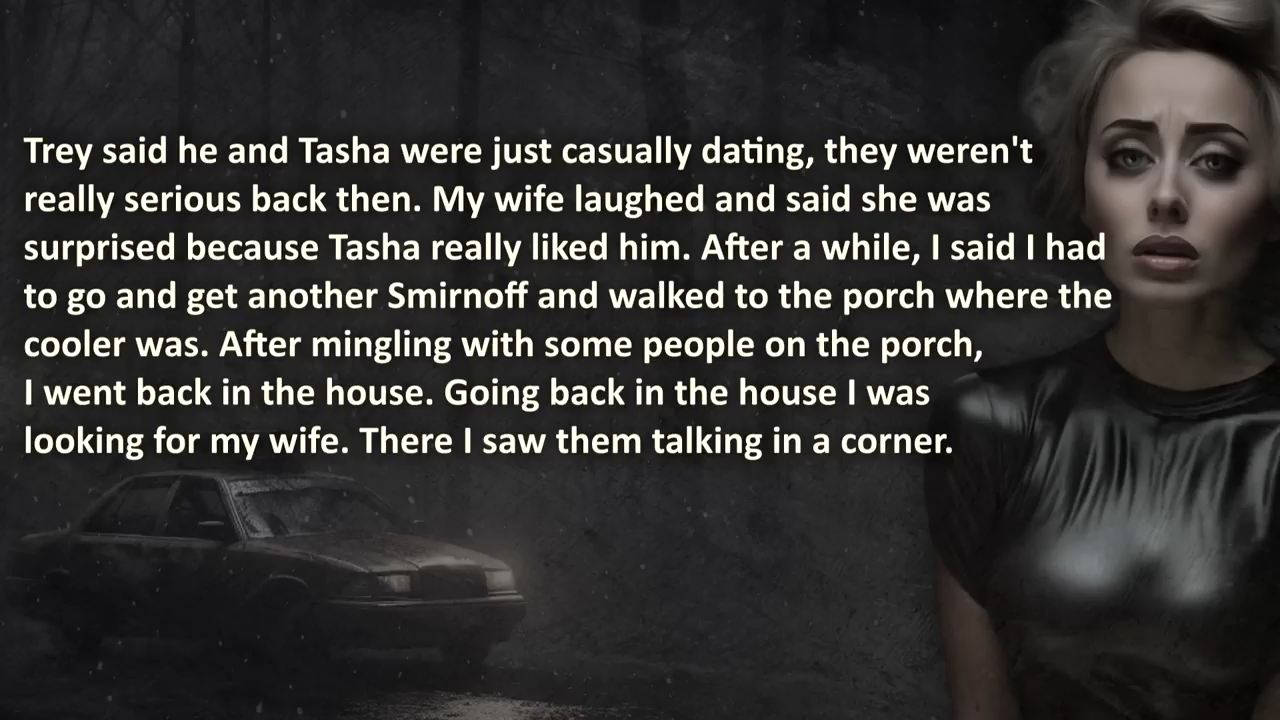 Trey said he and Tasha were just casually dating, they weren't
really serious back then. My wife laughed and said she was
surprised because Tasha really liked him. After a while, I said I had
to go and get another Smirnoff and walked to the porch where the
cooler was. After mingling with some people on the porch,
I went back in the house. Going back in the house I was
looking for my wife. There I saw them talking in a corner.